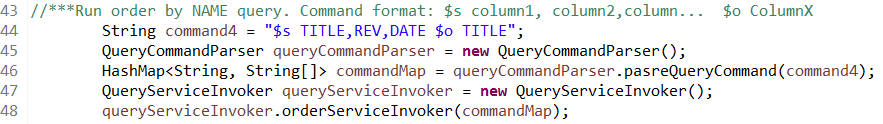 43 //***Run order by NAME query. Command format: $s column1, column2,column... $o ColumnX
44 String command4 = "$s TITLE,REV,DATE $o TITLE";
45 QueryCommandParser queryCommandParser = new QueryCommandParser();
46 HashMap<String, String[]> commandMap = queryCommandParser.pasreQueryCommand(command4);
47 QueryServiceInvoker queryServiceInvoker = new QueryServiceInvoker();
48 queryServiceInvoker.orderServiceInvoker(commandMap);